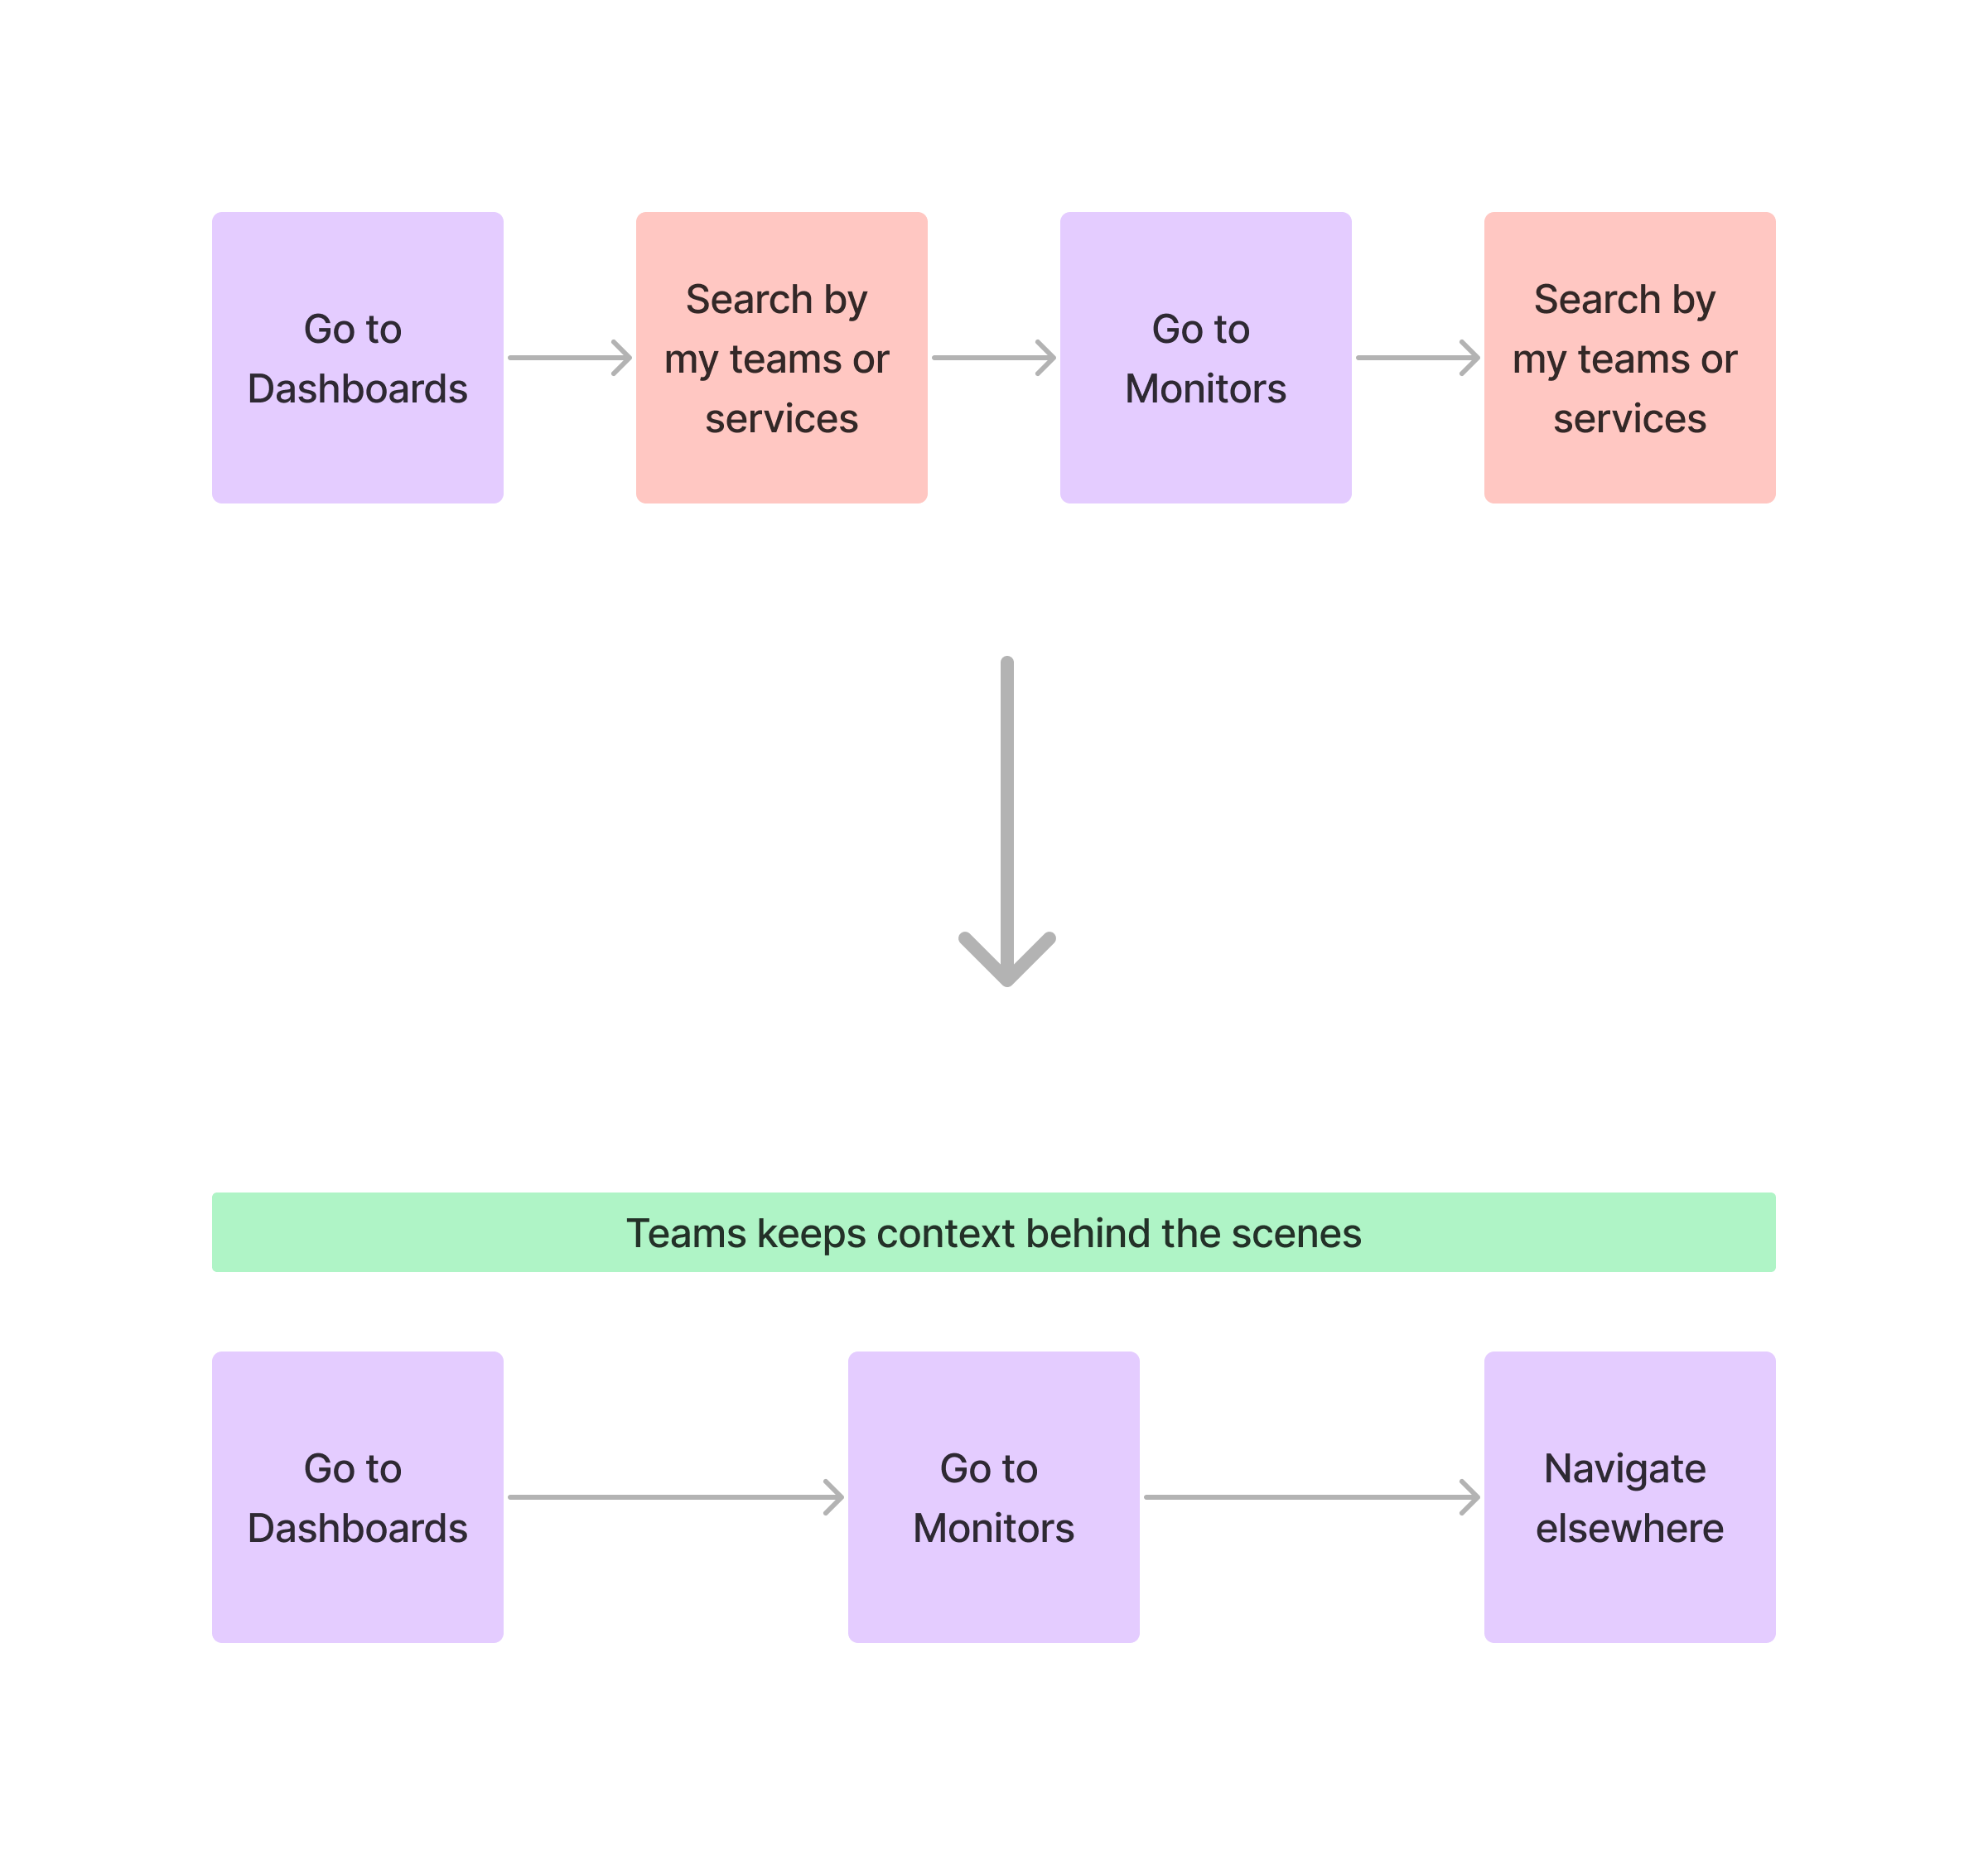 Go to
Dashboards
Search by
my teams or
services
Go to
Monitors
Search by
my teams or
services
Teams keeps context behind the scenes
Go to
Dashboards
Go to
Monitors
Navigate
elsewhere